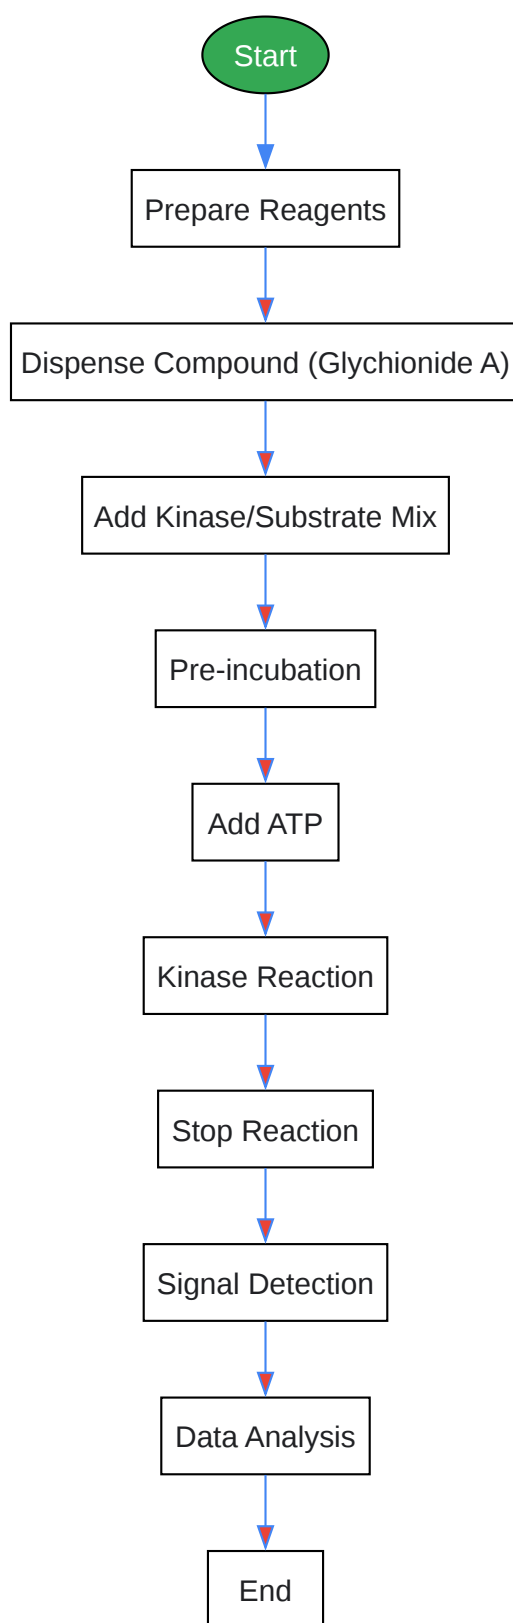 Start
Prepare Reagents
Dispense Compound (Glychionide A)
Add Kinase/Substrate Mix
Pre-incubation
Add ATP
Kinase Reaction
Stop Reaction
Signal Detection
Data Analysis
End